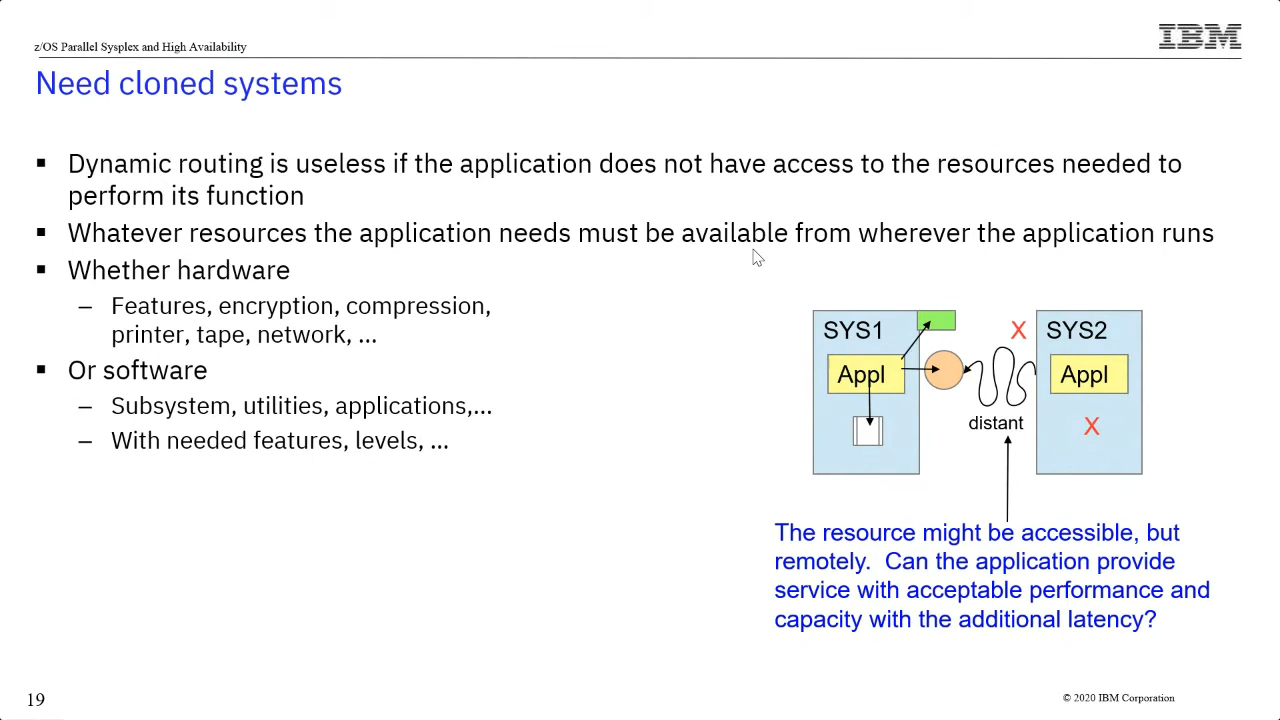 z/OS Parallel Sysplex and High Availability
IBM
Need cloned systems
▪ Dynamic routing is useless if the application does not have access to the resources needed to
perform its function
▪ Whatever resources the application needs must be available from wherever the application runs
▪ Whether hardware
– Features, encryption, compression,
printer, tape, network, ...
▪ Or software
– Subsystem, utilities, applications,...
– With needed features, levels, ...
SYS1
X
SYS2
Appl
Appl
distant
X
The resource might be accessible, but
remotely.  Can the application provide
service with acceptable performance and
capacity with the additional latency?
19
© 2020 IBM Corporation